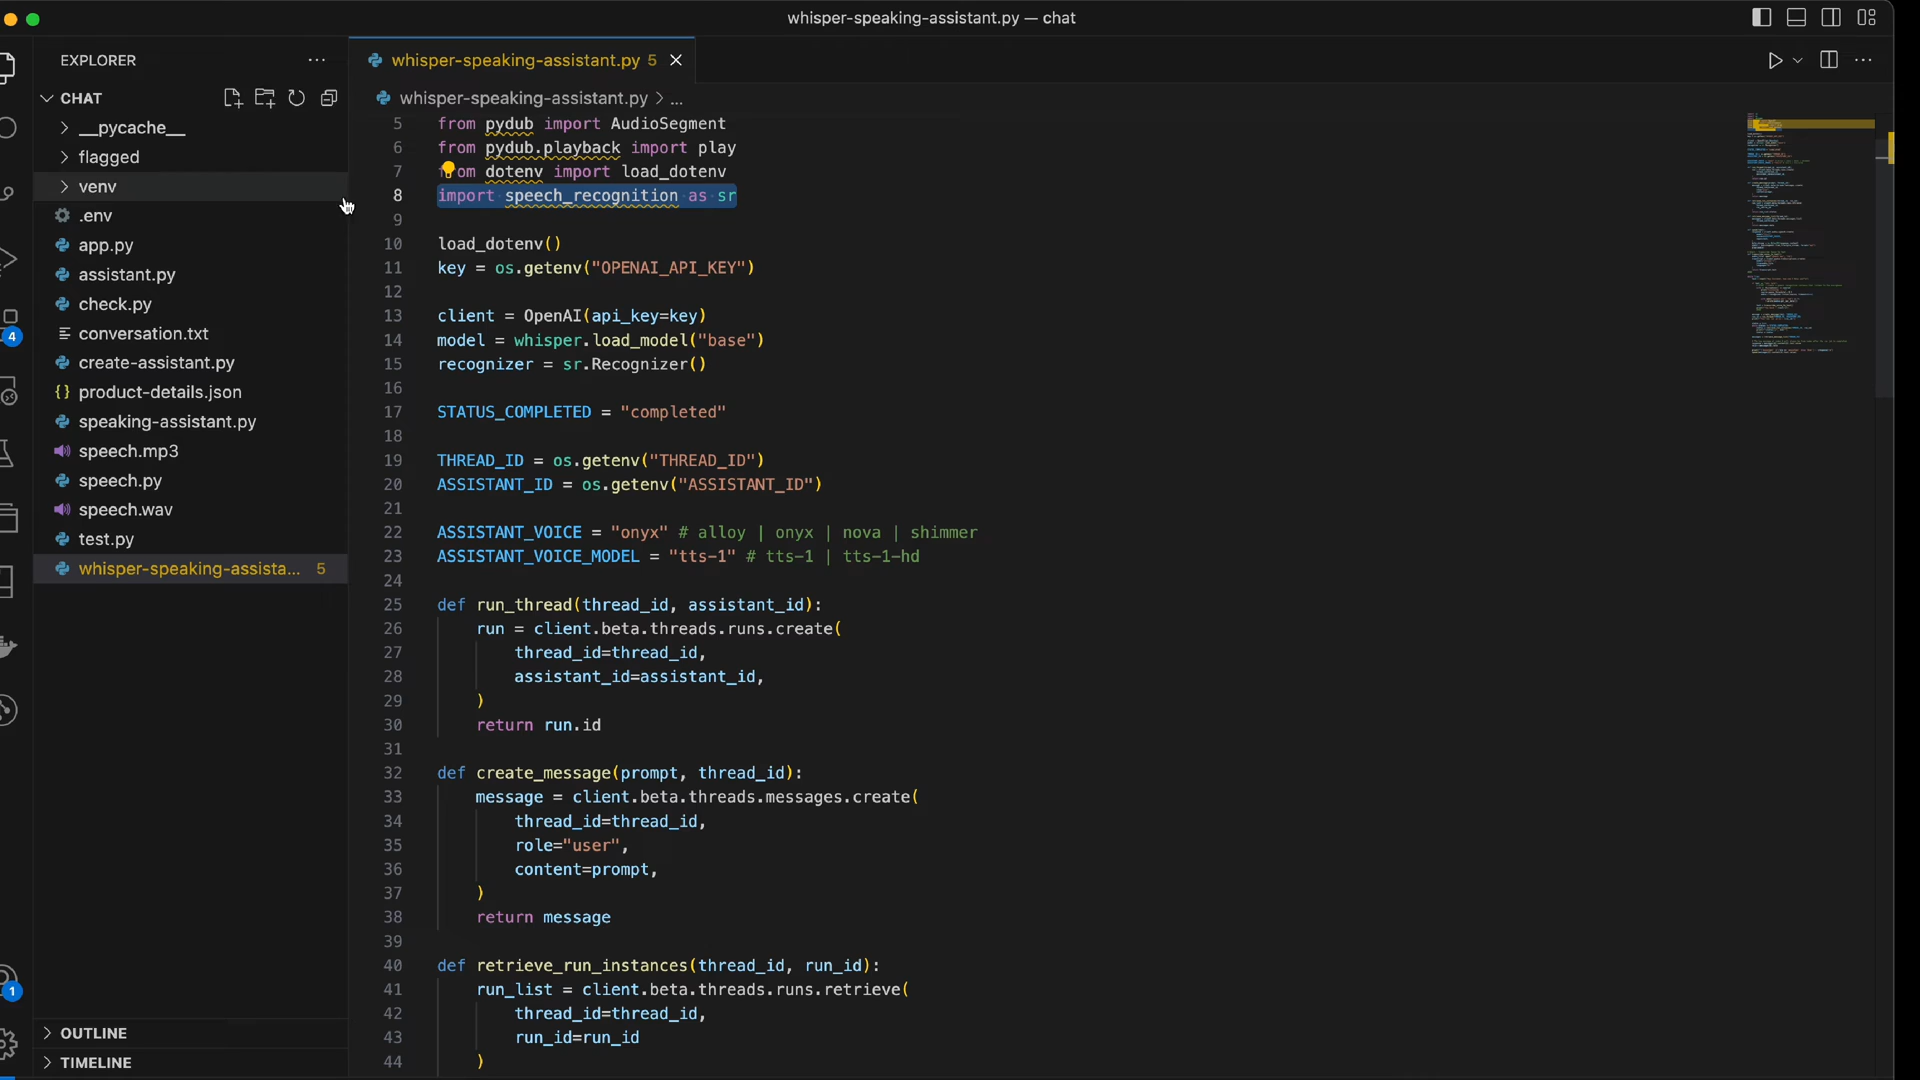 whisper-speaking-assistant.py — chat
EXPLORER
CHAT
__pycache__
flagged
venv
.env
app.py
assistant.py
check.py
conversation.txt
create-assistant.py
product-details.json
speaking-assistant.py
speech.mp3
speech.py
speech.wav
test.py
whisper-speaking-assista... 5
OUTLINE
TIMELINE
4
1
whisper-speaking-assistant.py 5
whisper-speaking-assistant.py > ...
5 from pydub import AudioSegment
6 from pydub.playback import play
7 from dotenv import load_dotenv
8 import speech_recognition as sr
9
10 load_dotenv()
11 key = os.getenv("OPENAI_API_KEY")
12
13 client = OpenAI(api_key=key)
14 model = whisper.load_model("base")
15 recognizer = sr.Recognizer()
16
17 STATUS_COMPLETED = "completed"
18
19 THREAD_ID = os.getenv("THREAD_ID")
20 ASSISTANT_ID = os.getenv("ASSISTANT_ID")
21
22 ASSISTANT_VOICE = "onyx" # alloy | onyx | nova | shimmer
23 ASSISTANT_VOICE_MODEL = "tts-1" # tts-1 | tts-1-hd
24
25 def run_thread(thread_id, assistant_id):
26 run = client.beta.threads.runs.create(
27 thread_id=thread_id,
28 assistant_id=assistant_id,
29 )
30 return run.id
31
32 def create_message(prompt, thread_id):
33 message = client.beta.threads.messages.create(
34 thread_id=thread_id,
35 role="user",
36 content=prompt,
37 )
38 return message
39
40 def retrieve_run_instances(thread_id, run_id):
41 run_list = client.beta.threads.runs.retrieve(
42 thread_id=thread_id,
43 run_id=run_id
44 )